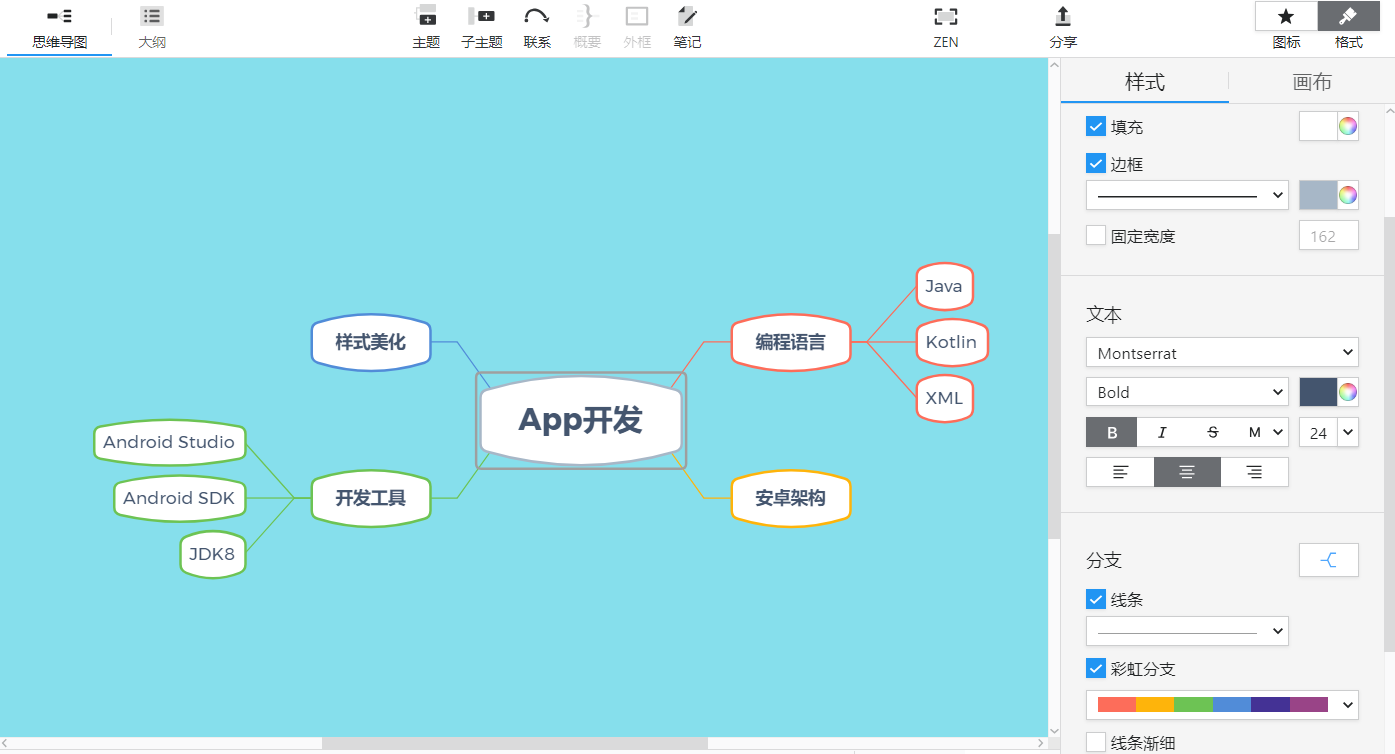 思维导图
大纲
主题
子主题
联系
概要
外框
笔记
ZEN
分享
图标
格式
样式
画布
填充
边框
固定宽度
162
文本
Montserrat
Bold
B
I
S
M
24
分支
线条
彩虹分支
线条渐细
App开发
样式美化
开发工具
Android Studio
Android SDK
JDK8
编程语言
Java
Kotlin
XML
安卓架构